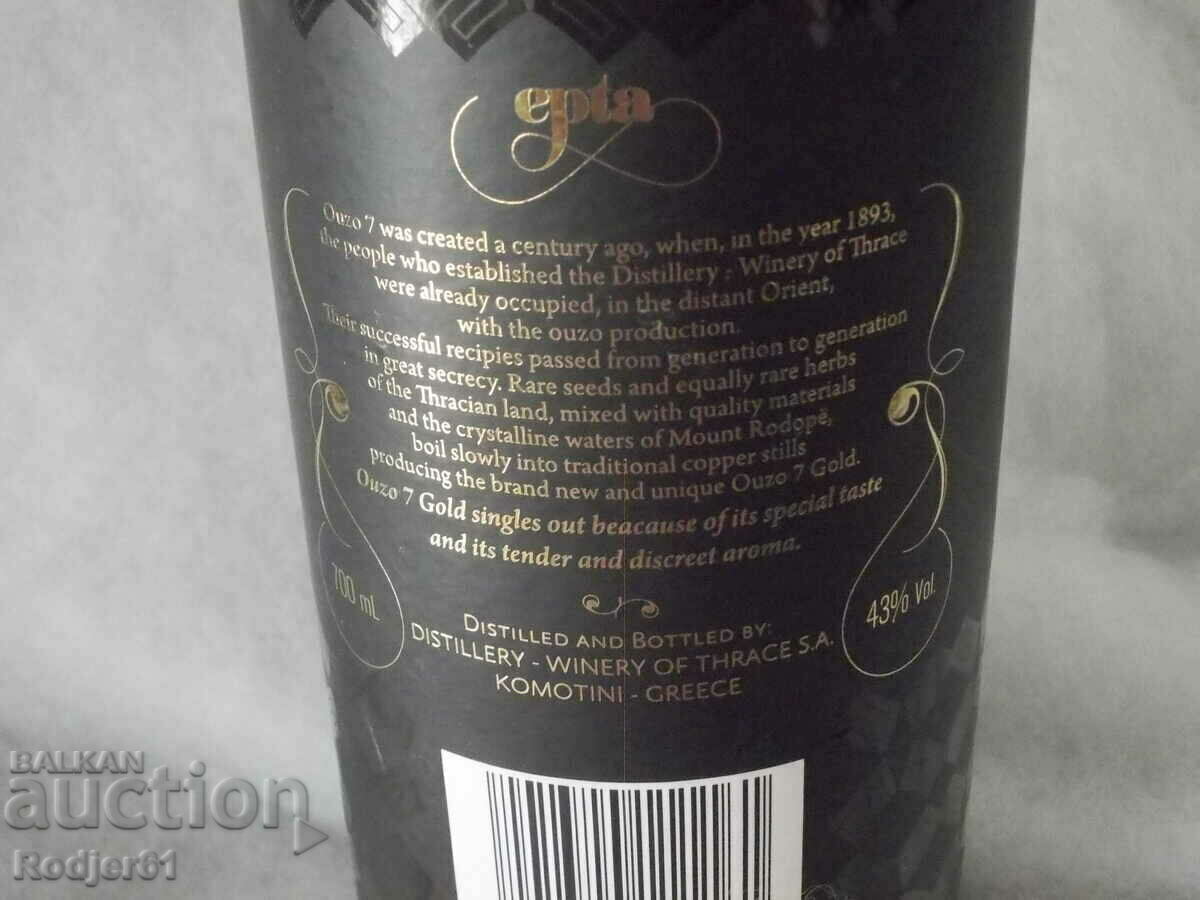 epta
Ouzo 7 was created a century ago, when, in the year 1893,
the people who established the Distillery - Winery of Thrace
were already occupied, in the distant Orient,
with the ouzo production.
Their successful recipies passed from generation to generation
in great secrecy. Rare seeds and equally rare herbs
of the Thracian land, mixed with quality materials
and the crystalline waters of Mount Rodopĕ,
boil slowly into traditional copper stills
producing the brand new and unique Ouzo 7 Gold.
Ouzo 7 Gold singles out beacause of its special taste
and its tender and discreet aroma.
700 mL
43% Vol.
DISTILLED AND BOTTLED BY:
DISTILLERY - WINERY OF THRACE S.A.
KOMOTINI - GREECE
BALKAN
auction
Rodjer61